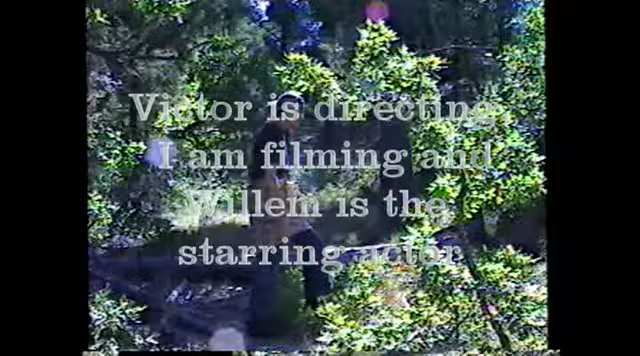 Victor is directing,
I am filming and
Willem is the
starring actor.